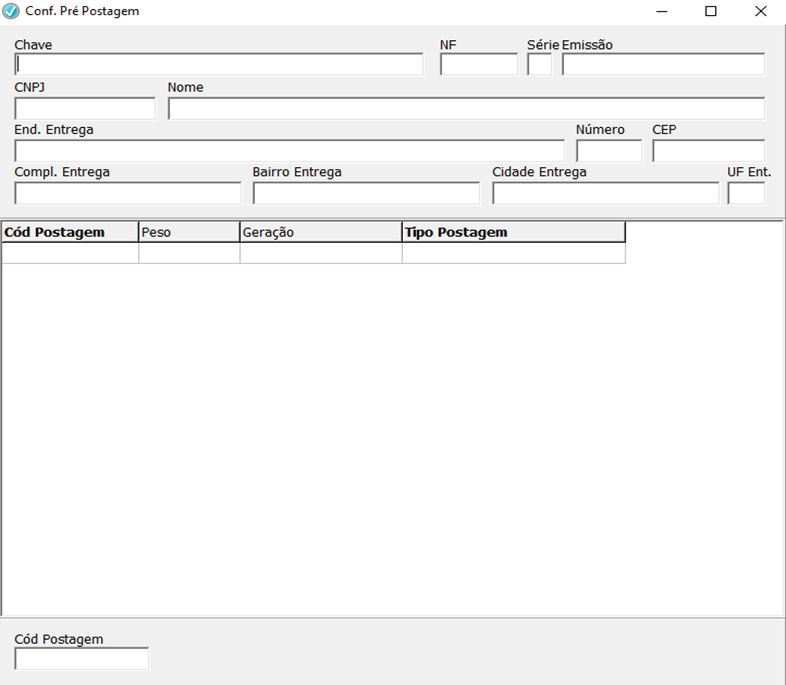 Conf. Pré Postagem
Chave NF Série Emissão
CNPJ Nome
End. Entrega Número CEP
Compl. Entrega Bairro Entrega Cidade Entrega UF Ent.
Cód Postagem Peso Geração Tipo Postagem
Cód Postagem